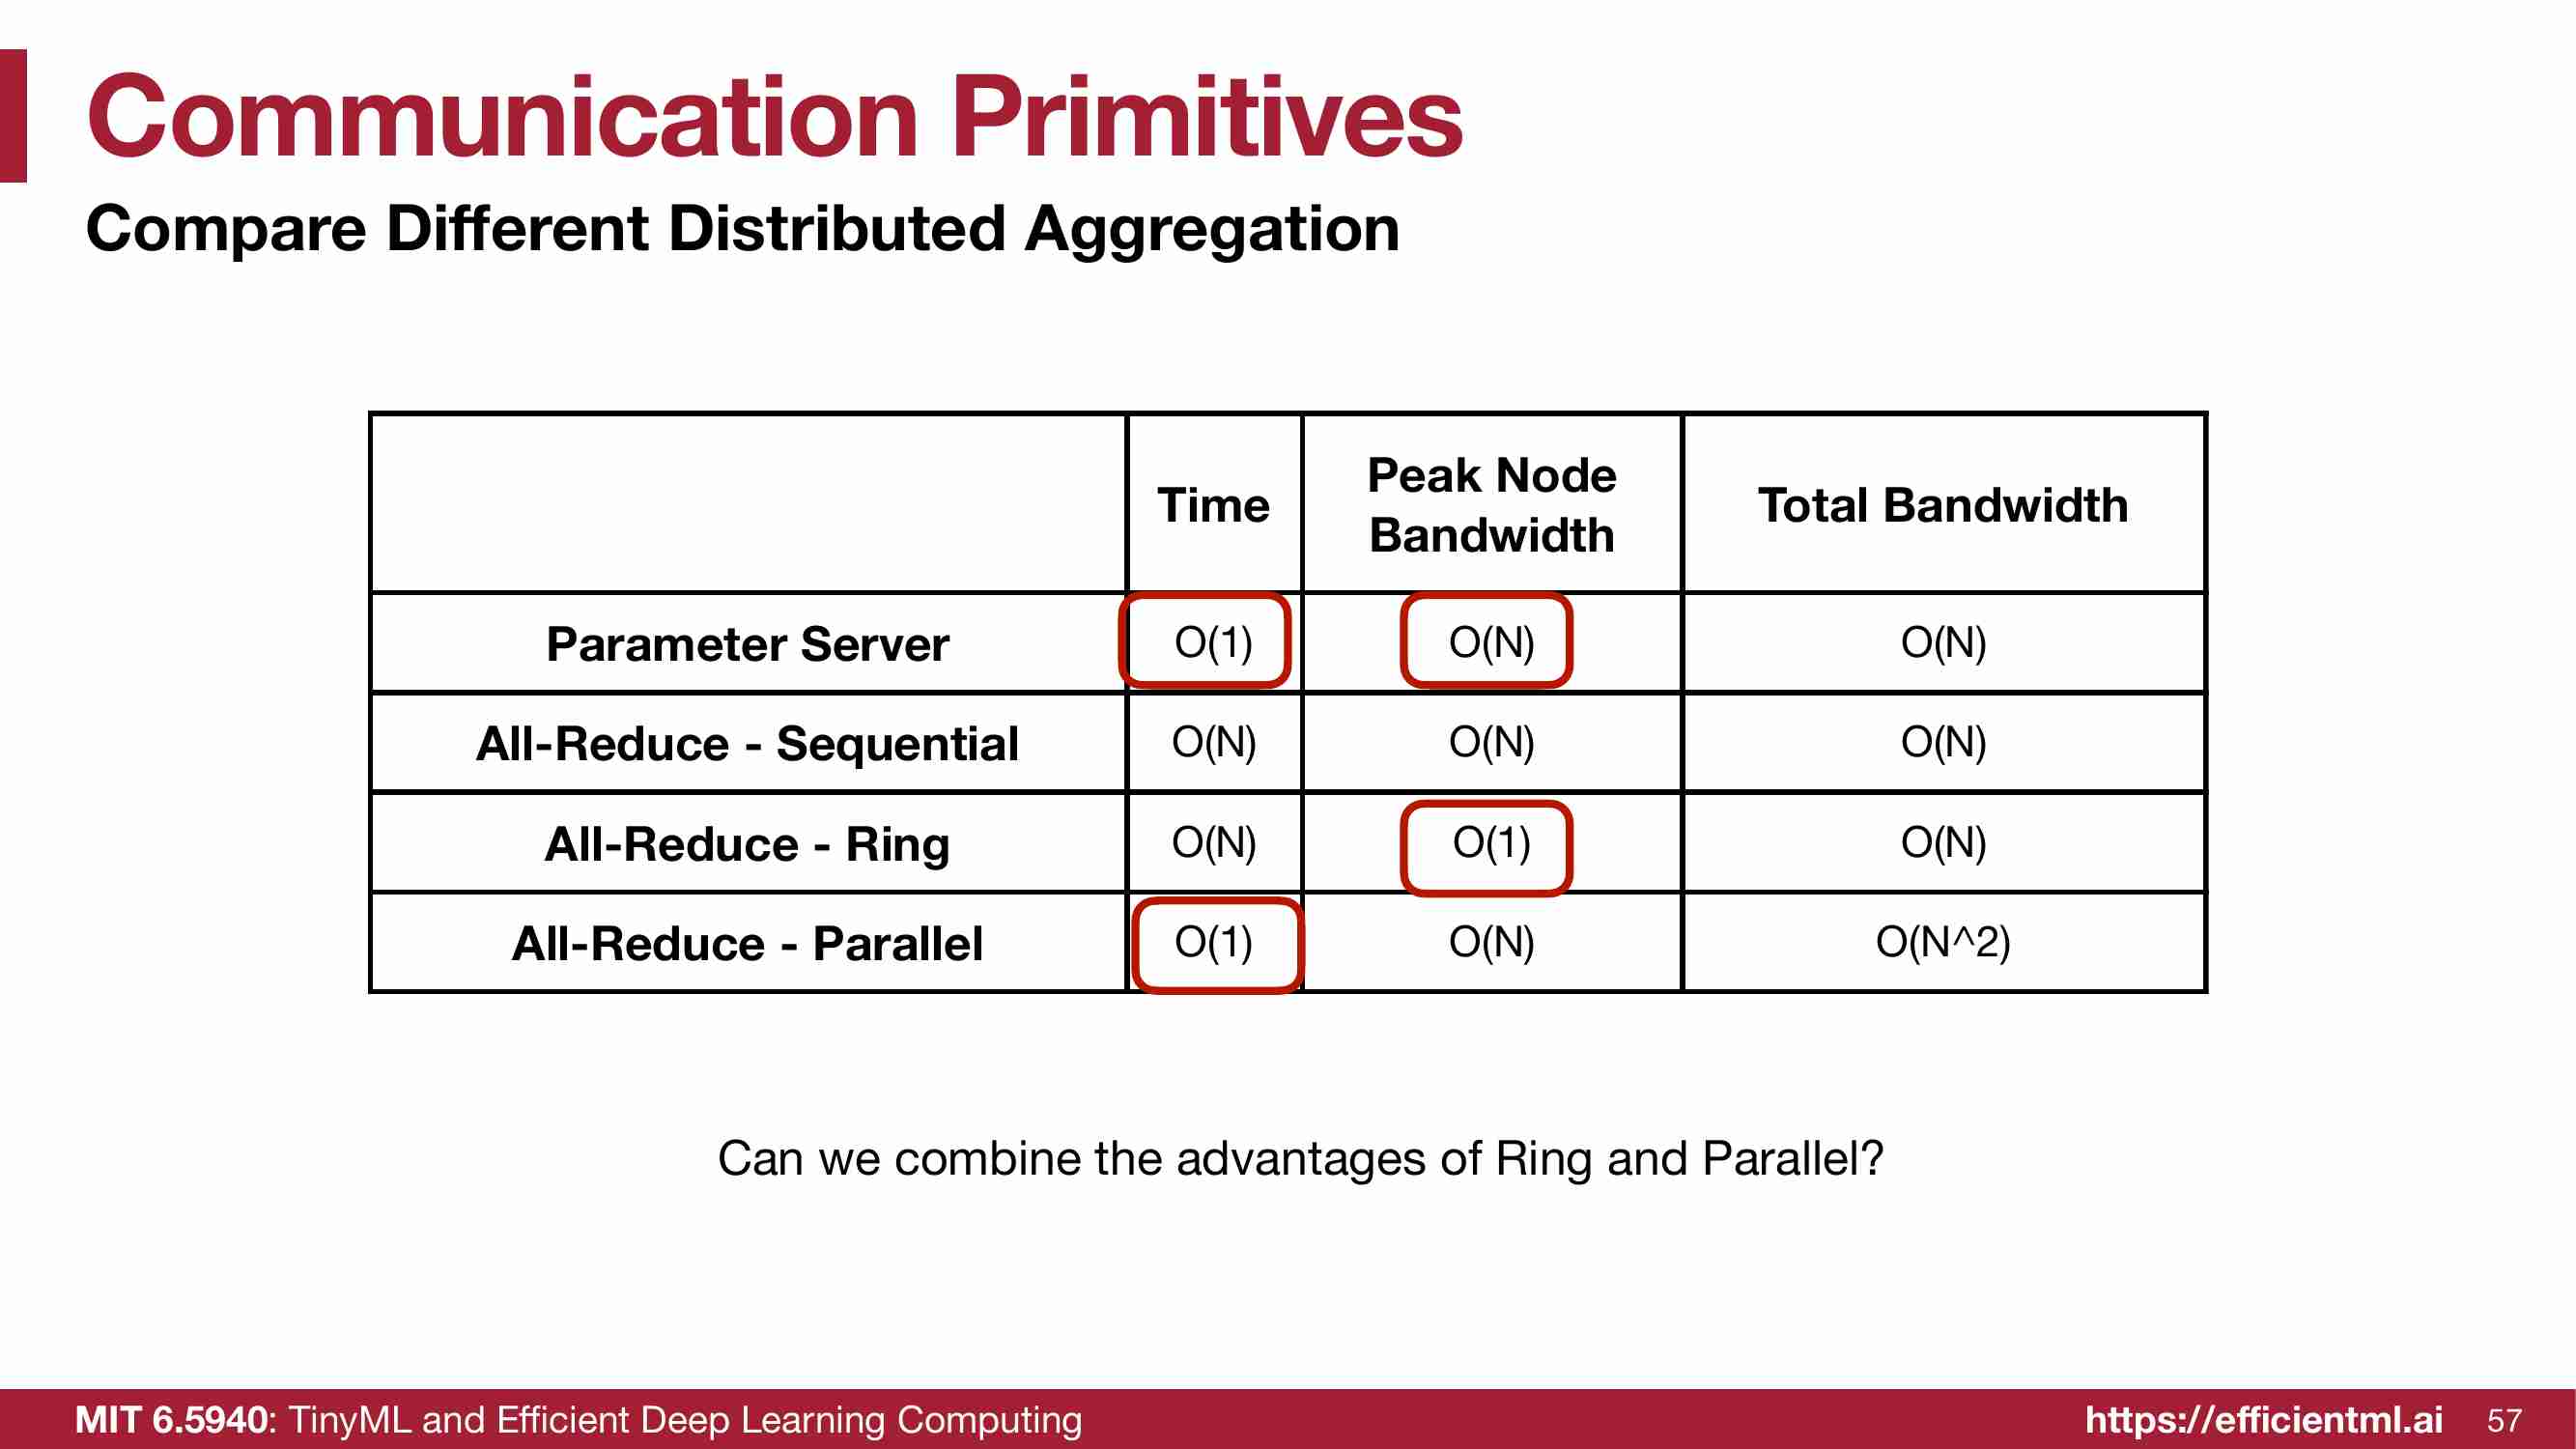 Communication Primitives
Compare Different Distributed Aggregation
Time
Peak Node
Bandwidth
Total Bandwidth
Parameter Server O(1) O(N) O(N)
All-Reduce - Sequential O(N) O(N) O(N)
All-Reduce - Ring O(N) O(1) O(N)
All-Reduce - Parallel O(1) O(N) O(N^2)
Can we combine the advantages of Ring and Parallel?
MIT 6.5940: TinyML and Efficient Deep Learning Computing https://efficientml.ai 57